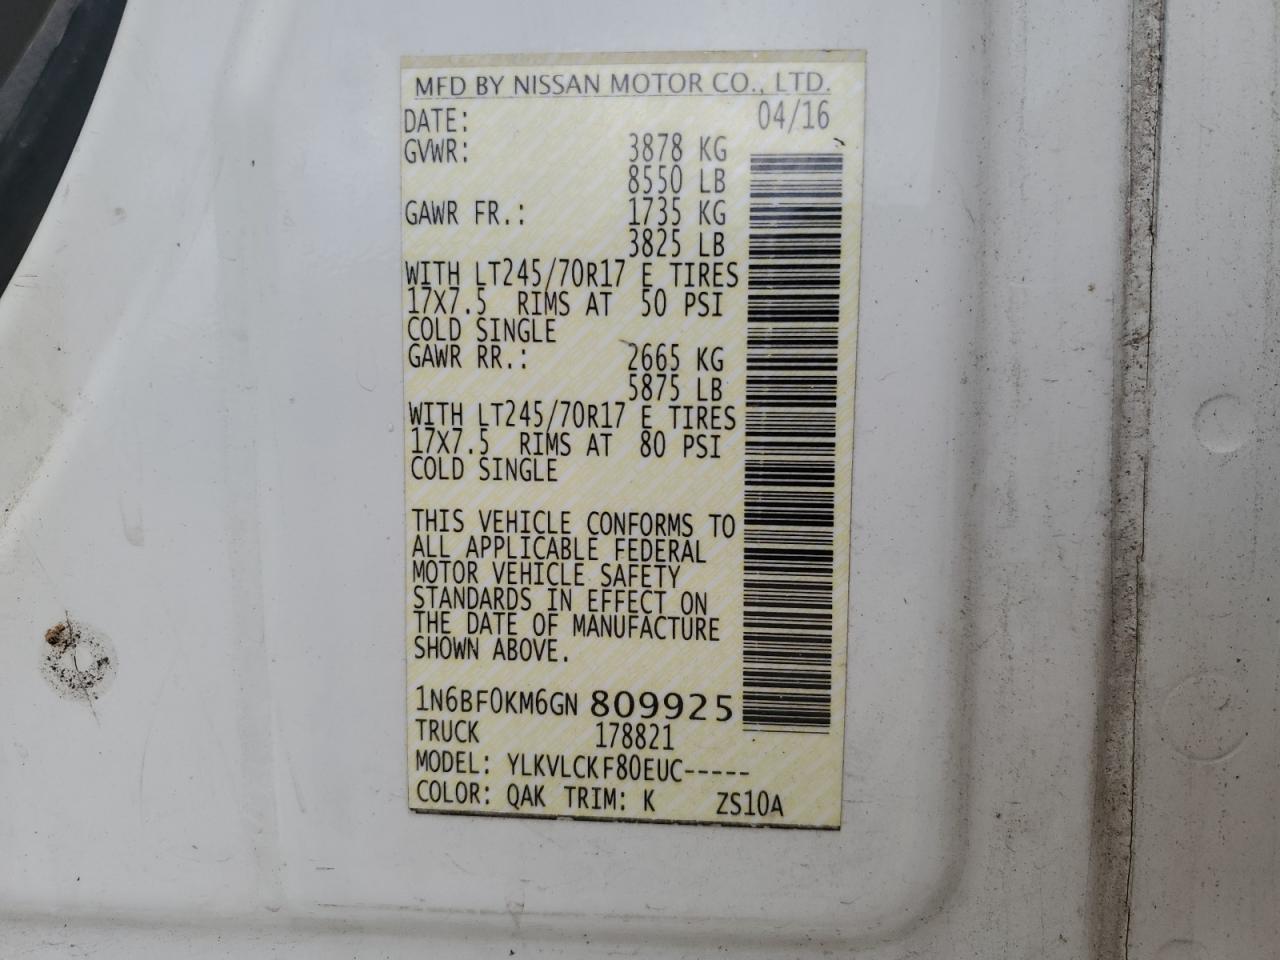 MFD BY NISSAN MOTOR CO., LTD.
DATE: 04/16
GVWR: 3878 KG
8550 LB
GAWR FR.: 1735 KG
3825 LB
WITH LT245/70R17 E TIRES
17X7.5 RIMS AT 50 PSI
COLD SINGLE
GAWR RR.: 2665 KG
5875 LB
WITH LT245/70R17 E TIRES
17X7.5 RIMS AT 80 PSI
COLD SINGLE
THIS VEHICLE CONFORMS TO
ALL APPLICABLE FEDERAL
MOTOR VEHICLE SAFETY
STANDARDS IN EFFECT ON
THE DATE OF MANUFACTURE
SHOWN ABOVE.
1N6BF0KM6GN 809925
TRUCK 178821
MODEL: YLKVLCKF80EUC-----
COLOR: QAK TRIM: K ZS10A